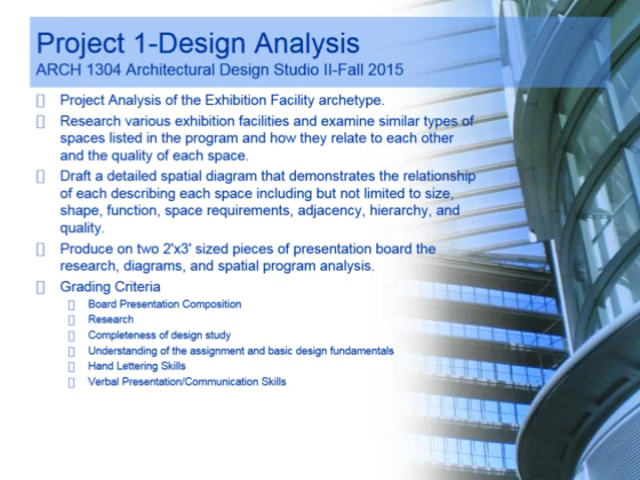 Project 1-Design Analysis
ARCH 1304 Architectural Design Studio II-Fall 2015
Project Analysis of the Exhibition Facility archetype.
Research various exhibition facilities and examine similar types of
spaces listed in the program and how they relate to each other
and the quality of each space.
Draft a detailed spatial diagram that demonstrates the relationship
of each describing each space including but not limited to size,
shape, function, space requirements, adjacency, hierarchy, and
quality.
Produce on two 2'x3' sized pieces of presentation board the
research, diagrams, and spatial program analysis.
Grading Criteria
Board Presentation Composition
Research
Completeness of design study
Understanding of the assignment and basic design fundamentals
Hand Lettering Skills
Verbal Presentation/Communication Skills